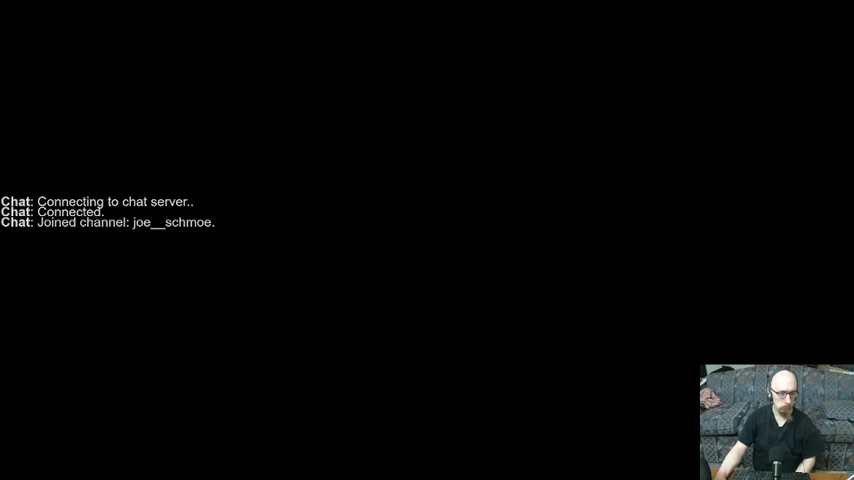 Chat: Connecting to chat server..
Chat: Connected.
Chat: Joined channel: joe__schmoe.